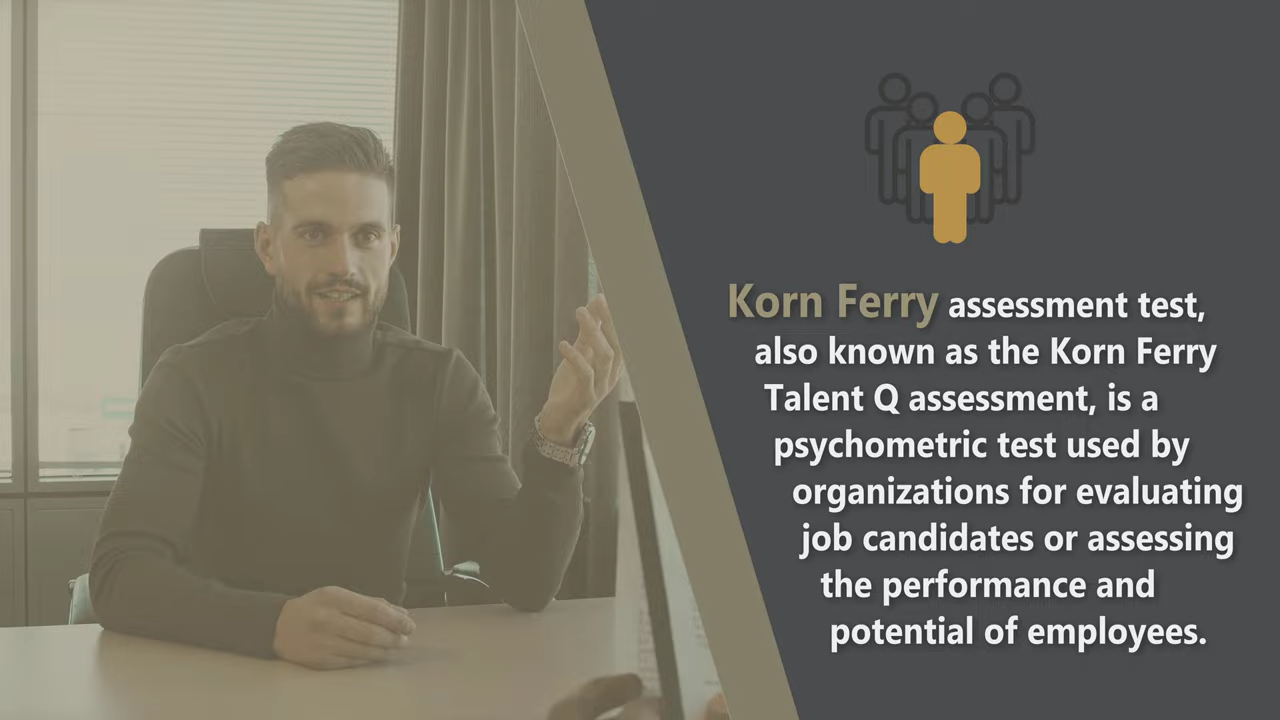 Korn Ferry assessment test,
also known as the Korn Ferry
Talent Q assessment, is a
psychometric test used by
organizations for evaluating
job candidates or assessing
the performance and
potential of employees.